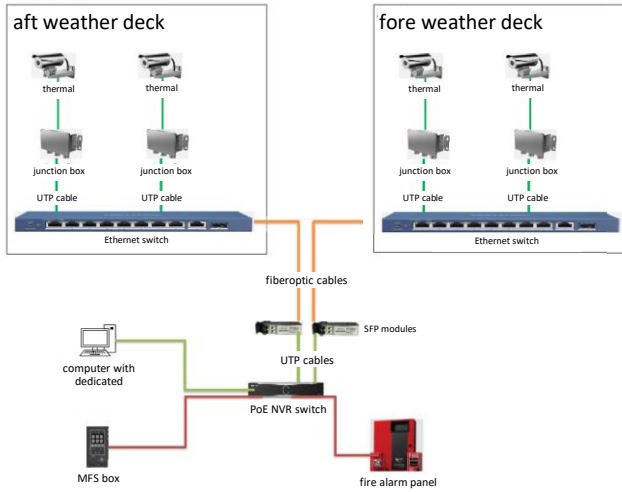 aft weather deck
fore weather deck
thermal
thermal
thermal
thermal
junction box
junction box
junction box
junction box
UTP cable
UTP cable
UTP cable
UTP cable
Ethernet switch
Ethernet switch
fiberoptic cables
SFP modules
UTP cables
computer with
dedicated
PoE NVR switch
MFS box
fire alarm panel